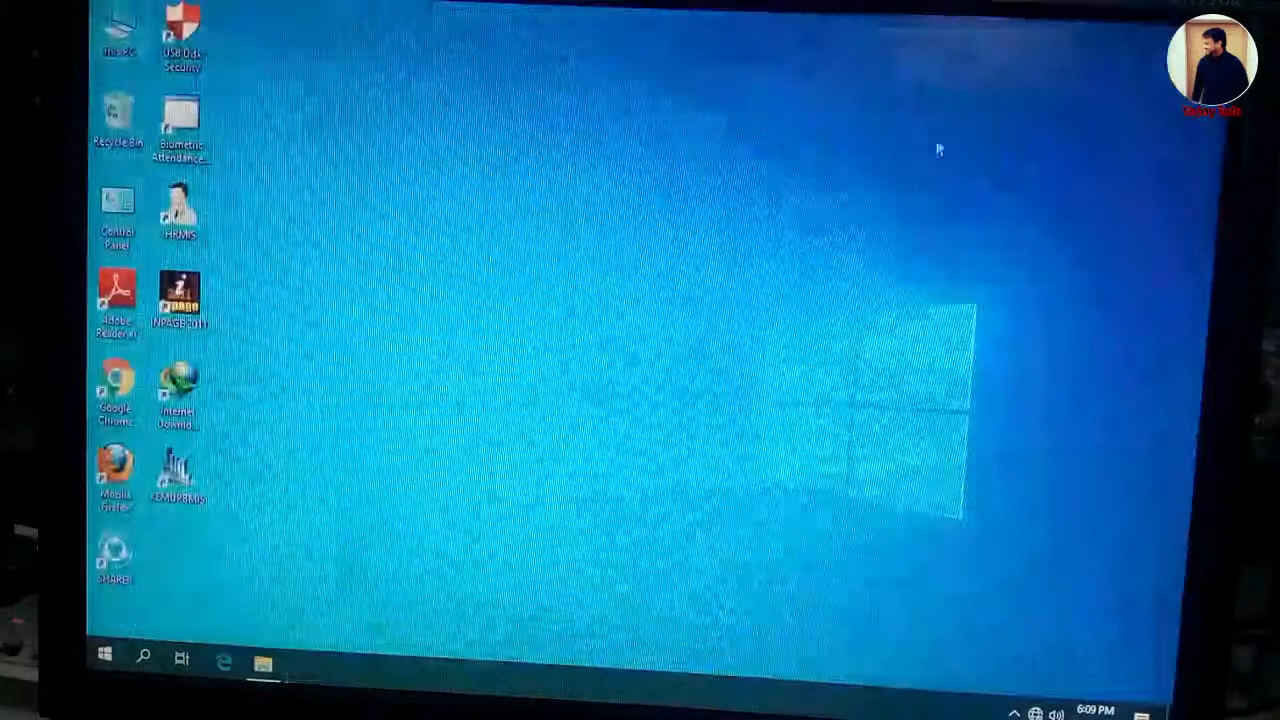 This PC
USB Disk
Security
Recycle Bin
Biometric
Attendance...
Control
Panel
HRMIS
Adobe
Reader XI
INPAGE 2011
Google
Chrome
Internet
Downlo...
Mozilla
Firefox
KEMUPBMIS
SHAREit
6:09 PM